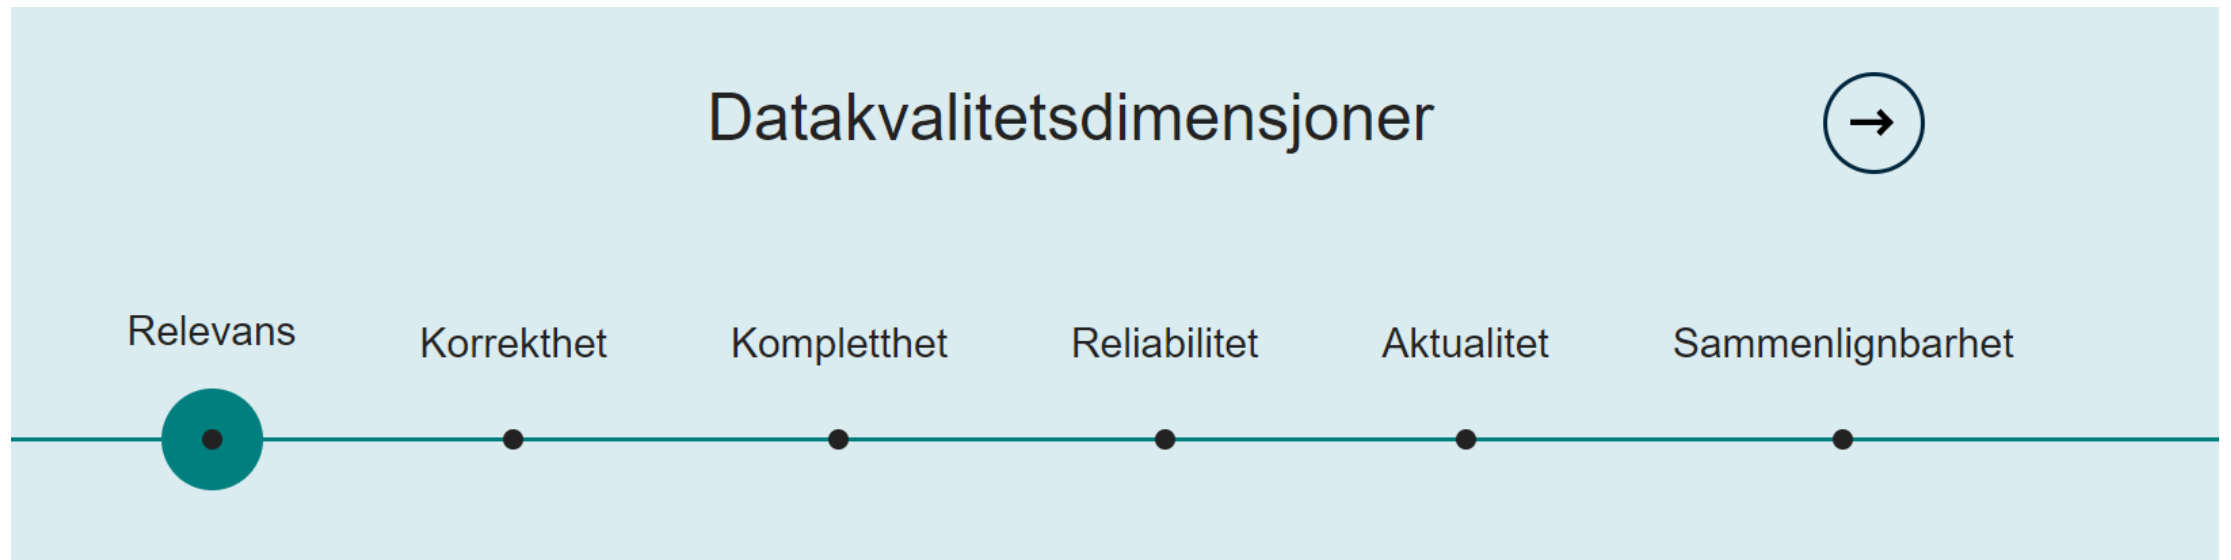 Datakvalitetsdimensjoner
Relevans
Korrekthet
Kompletthet
Reliabilitet
Aktualitet
Sammenlignbarhet